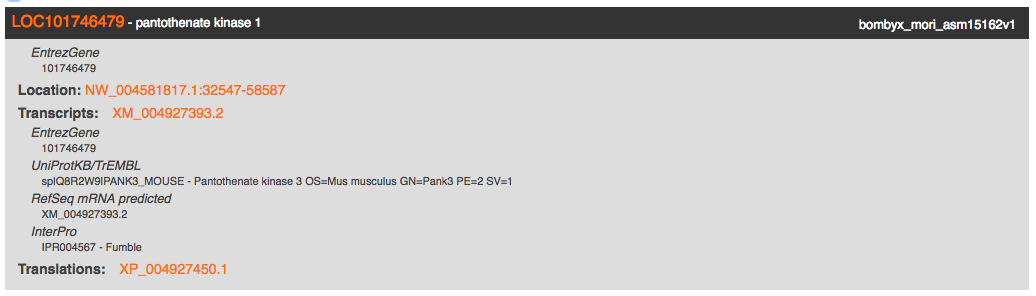 LOC101746479 - pantothenate kinase 1 bombyx_mori_asm15162v1
EntrezGene
101746479
Location: NW_004581817.1:32547-58587
Transcripts: XM_004927393.2
EntrezGene
101746479
UniProtKB/TrEMBL
sp|Q8R2W9|PANK3_MOUSE - Pantothenate kinase 3 OS=Mus musculus GN=Pank3 PE=2 SV=1
RefSeq mRNA predicted
XM_004927393.2
InterPro
IPR004567 - Fumble
Translations: XP_004927450.1